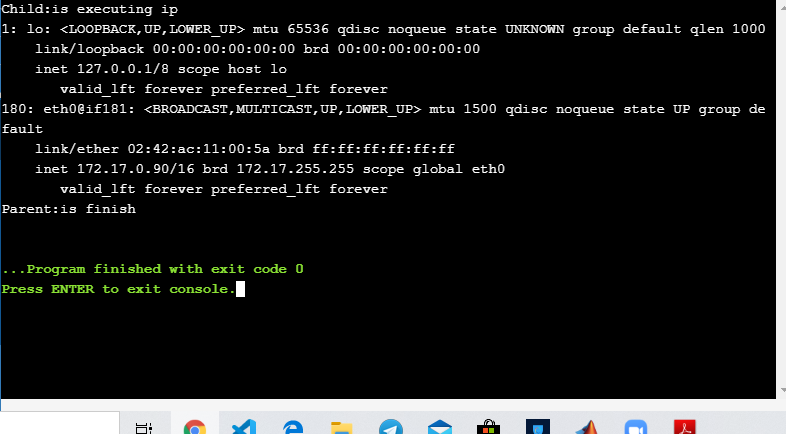 Child:is executing ip
1: lo: <LOOPBACK,UP,LOWER_UP> mtu 65536 qdisc noqueue state UNKNOWN group default qlen 1000
    link/loopback 00:00:00:00:00:00 brd 00:00:00:00:00:00
    inet 127.0.0.1/8 scope host lo
       valid_lft forever preferred_lft forever
180: eth0@if181: <BROADCAST,MULTICAST,UP,LOWER_UP> mtu 1500 qdisc noqueue state UP group de
fault
    link/ether 02:42:ac:11:00:5a brd ff:ff:ff:ff:ff:ff
    inet 172.17.0.90/16 brd 172.17.255.255 scope global eth0
       valid_lft forever preferred_lft forever
Parent:is finish
...Program finished with exit code 0
Press ENTER to exit console.